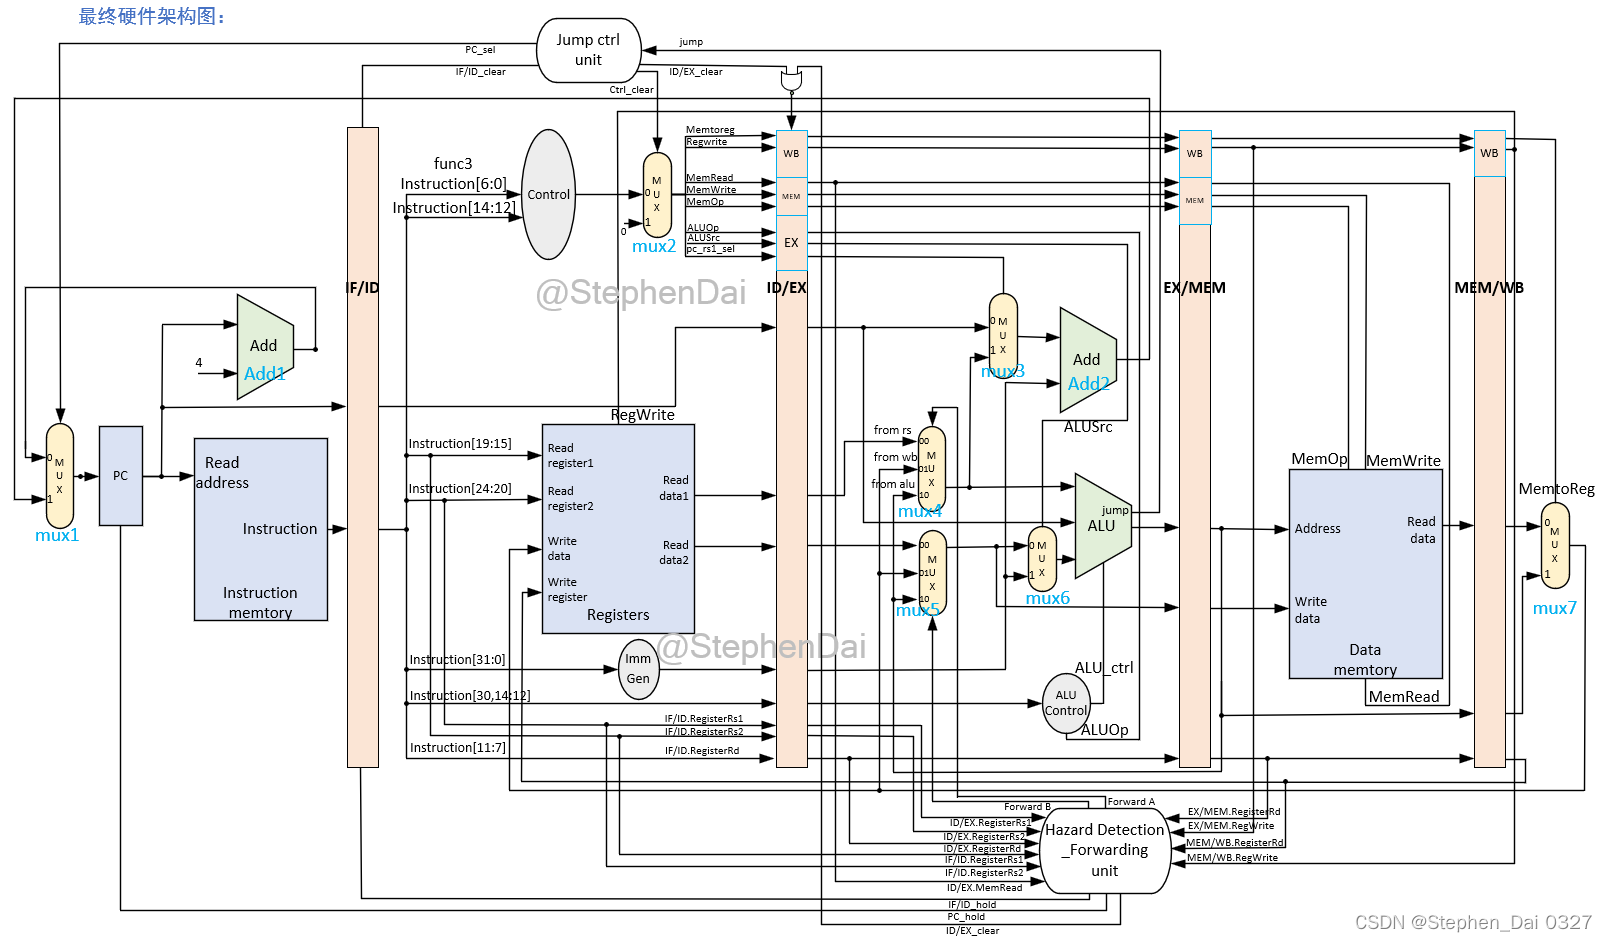 最终硬件架构图：
Jump ctrl
unit
PC_sel
IF/ID_clear
jump
ID/EX_clear
Ctrl_clear
func3
Instruction[6:0]
Instruction[14:12]
Control
M
U
X
0
1
0
mux2
Memtoreg
Regwrite
MemRead
MemWrite
MemOp
ALUOp
ALUSrc
pc_rs1_sel
WB
MEM
EX
WB
MEM
WB
@StephenDai
IF/ID
ID/EX
EX/MEM
MEM/WB
4
Add
Add1
0
M
U
X
1
mux3
Add
Add2
ALUSrc
0
M
U
X
1
mux1
PC
Read
address
Instruction
Instruction
memtory
RegWrite
Instruction[19:15]
Instruction[24:20]
Read
register1
Read
register2
Write
data
Write
register
Read
data1
Read
data2
Registers
from rs
from wb
from alu
00
M
01U
X
10
mux4
00
M
01U
X
10
mux5
0
M
U
X
1
mux6
jump
ALU
MemOp
MemWrite
Address
Read
data
Write
data
Data
memtory
MemRead
MemtoReg
0
M
U
X
1
mux7
@StephenDai
Instruction[31:0]
Imm
Gen
Instruction[30,14:12]
ALU_ctrl
ALU
Control
ALUOp
IF/ID.RegisterRs1
IF/ID.RegisterRs2
Instruction[11:7]
IF/ID.RegisterRd
Forward B
Forward A
ID/EX.RegisterRs1
ID/EX.RegisterRs2
ID/EX.RegisterRd
IF/ID.RegisterRs1
IF/ID.RegisterRs2
ID/EX.MemRead
Hazard Detection
_Forwarding
unit
EX/MEM.RegisterRd
EX/MEM.RegWrite
MEM/WB.RegisterRd
MEM/WB.RegWrite
IF/ID_hold
PC_hold
ID/EX_clear
CSDN @Stephen_Dai 0327